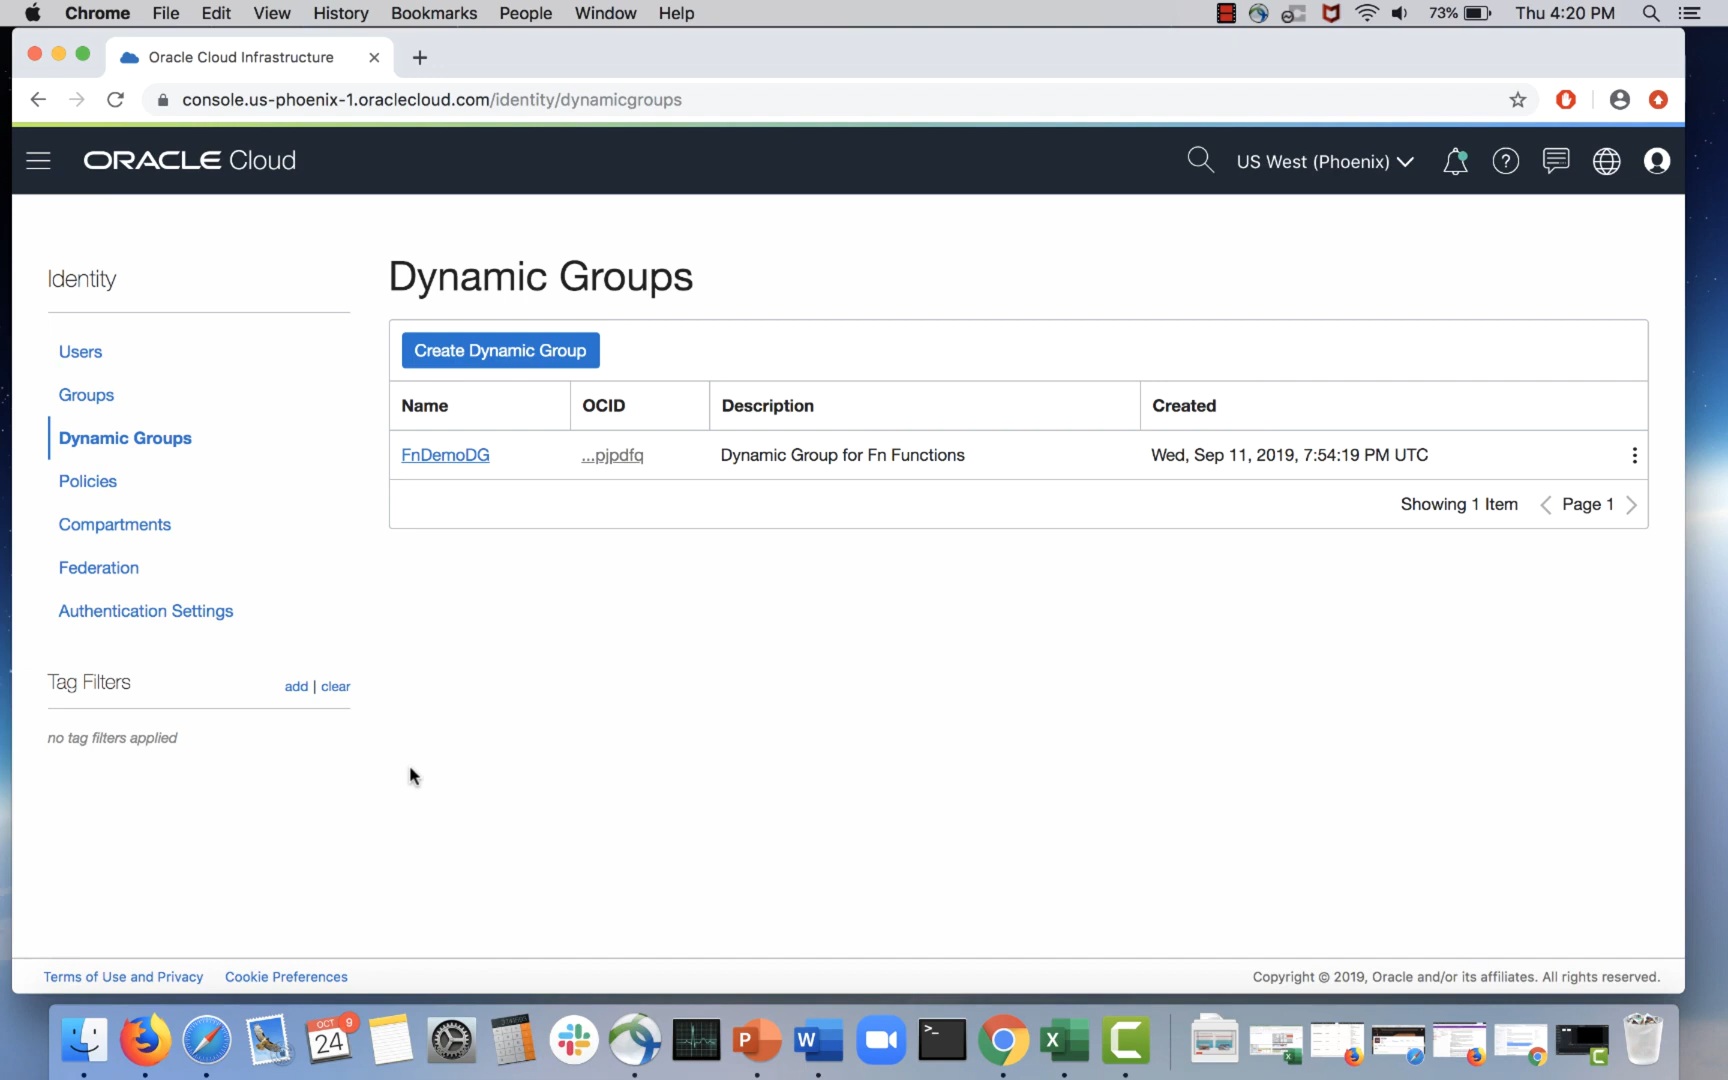 Chrome File Edit View History Bookmarks People Window Help 73% Thu 4:20 PM
Oracle Cloud Infrastructure
console.us-phoenix-1.oraclecloud.com/identity/dynamicgroups
ORACLE Cloud US West (Phoenix)
Identity
Users
Groups
Dynamic Groups
Policies
Compartments
Federation
Authentication Settings
Tag Filters add | clear
no tag filters applied
Dynamic Groups
Create Dynamic Group
Name OCID Description Created
FnDemoDG ...pjpdfq Dynamic Group for Fn Functions Wed, Sep 11, 2019, 7:54:19 PM UTC
Showing 1 Item Page 1
Terms of Use and Privacy Cookie Preferences Copyright © 2019, Oracle and/or its affiliates. All rights reserved.
OCT 9
24
P W >_ X C